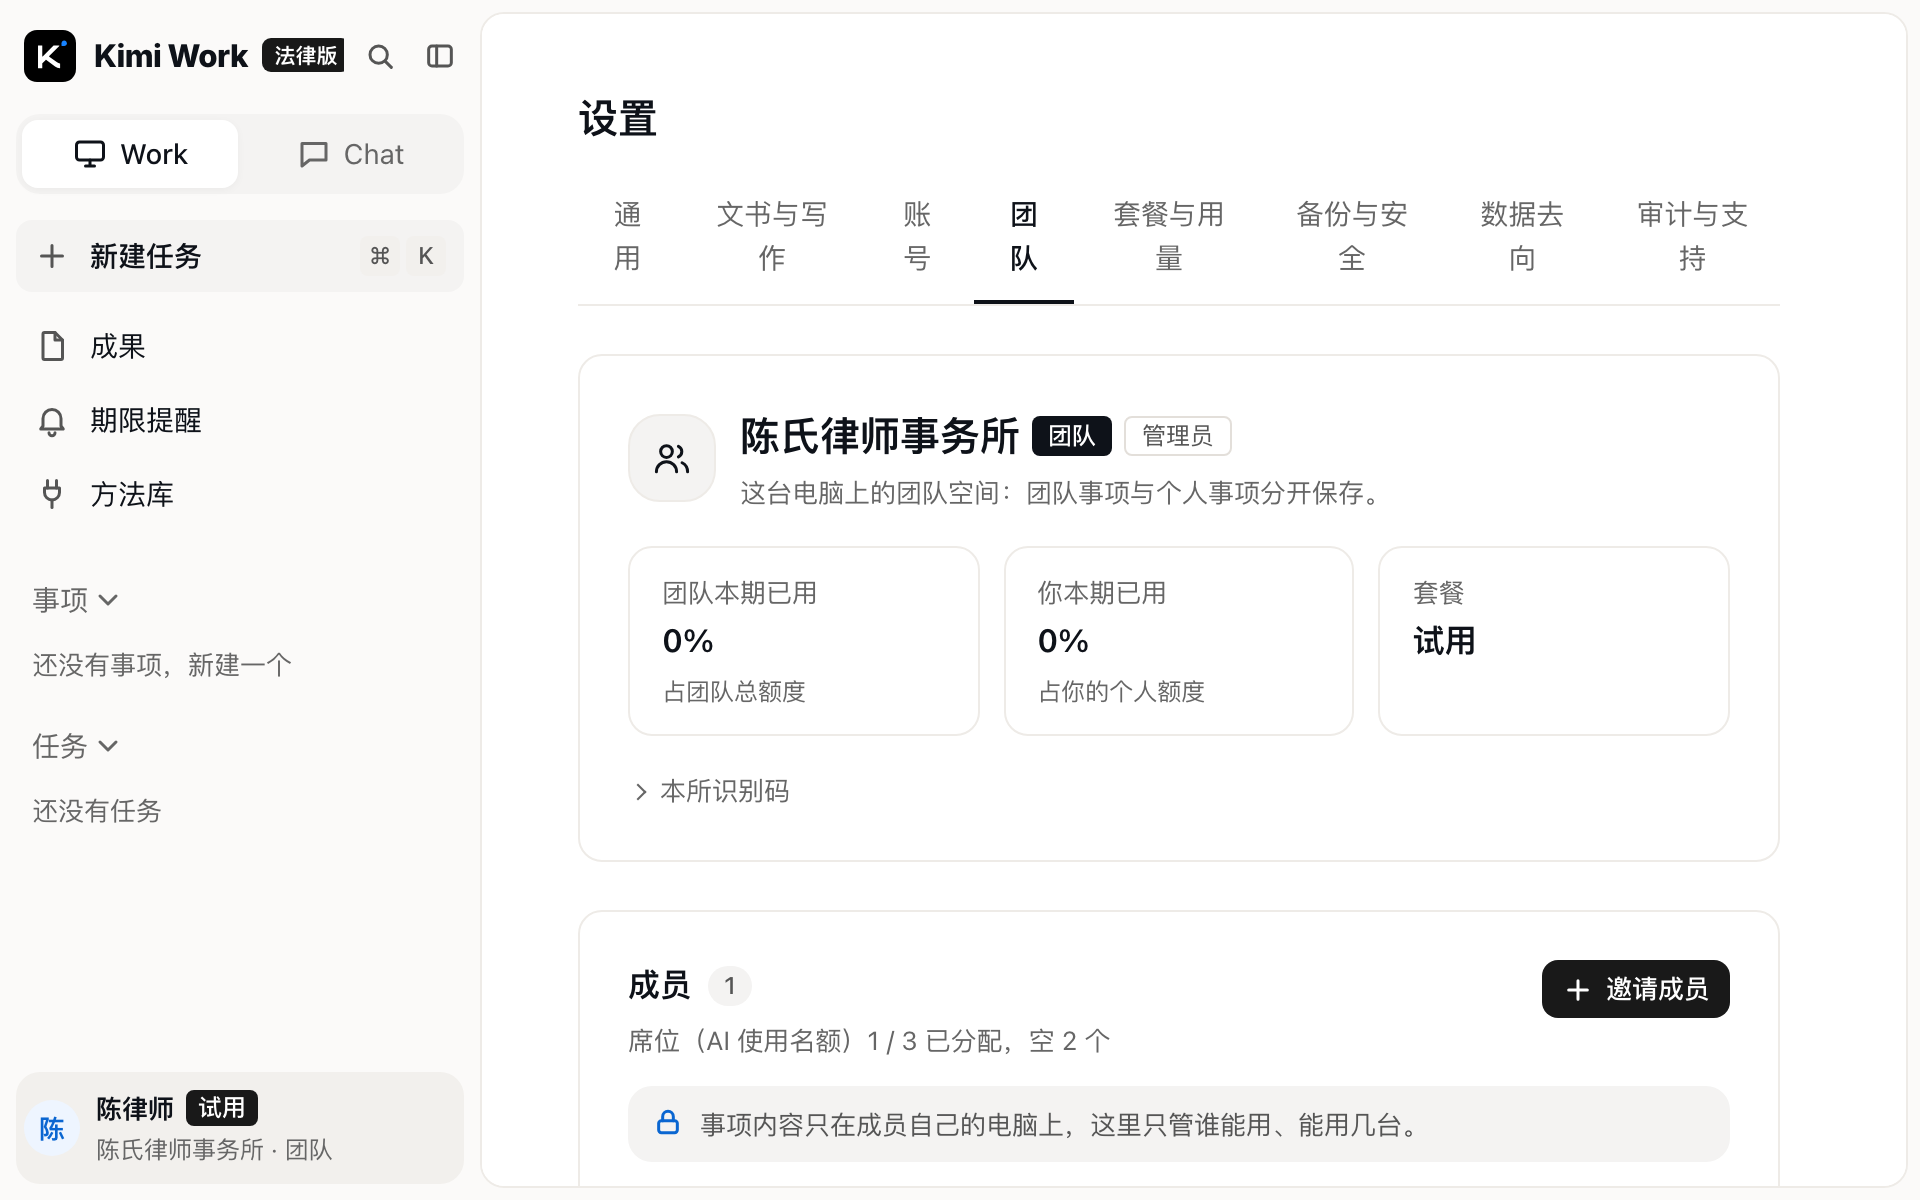 Kimi Work 法律版
Work
Chat
新建任务 ⌘ K
成果
期限提醒
方法库
事项
还没有事项，新建一个
任务
还没有任务
陈
陈律师 试用
陈氏律师事务所 · 团队
设置
通用
文书与写作
账号
团队
套餐与用量
备份与安全
数据去向
审计与支持
陈氏律师事务所 团队 管理员
这台电脑上的团队空间：团队事项与个人事项分开保存。
团队本期已用
0%
占团队总额度
你本期已用
0%
占你的个人额度
套餐
试用
本所识别码
成员 1
邀请成员
席位（AI 使用名额）1 / 3 已分配，空 2 个
事项内容只在成员自己的电脑上，这里只管谁能用、能用几台。